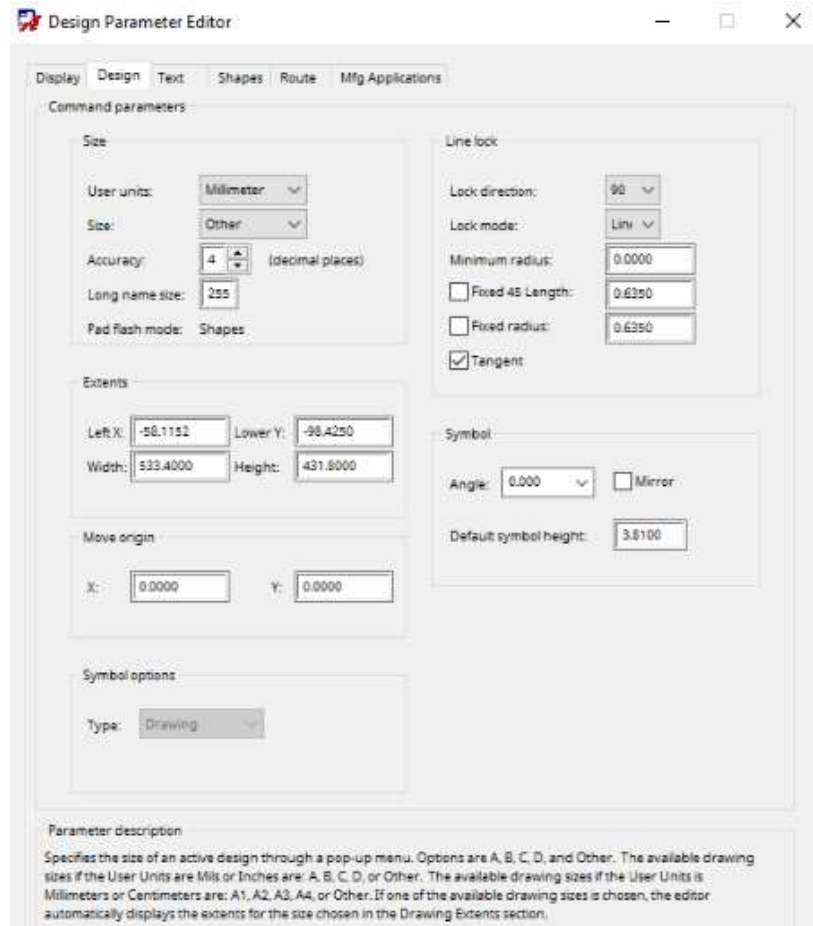 Design Parameter Editor
Display Design Text Shapes Route Mfg Applications
Command parameters
Size
User units: Millimeter
Size: Other
Accuracy: 4 (decimal places)
Long name size: 255
Pad flash mode: Shapes
Extents
Left X: -58.1152 Lower Y: -98.4250
Width: 533.4000 Height: 431.8000
Move origin
X: 0.0000 Y: 0.0000
Symbol options
Type: Drawing
Line lock
Lock direction: 90
Lock mode: Line
Minimum radius: 0.0000
Fixed 45 Length: 0.6350
Fixed radius: 0.6350
Tangent
Symbol
Angle: 0.000 Mirror
Default symbol height: 3.8100
Parameter description
Specifies the size of an active design through a pop-up menu. Options are A, B, C, D, and Other. The available drawing
sizes if the User Units are Mils or Inches are: A, B, C, D, or Other. The available drawing sizes if the User Units is
Millimeters or Centimeters are: A1, A2, A3, A4, or Other. If one of the available drawing sizes is chosen, the editor
automatically displays the extents for the size chosen in the Drawing Extents section.